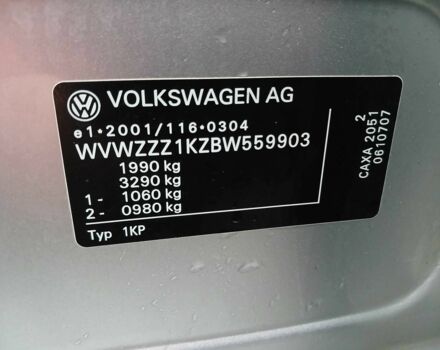 VOLKSWAGEN AG
e1*2001/116*0304
WVWZZZ1KZBW559903
1990 kg
3290 kg
1- 1060 kg
2- 0980 kg
Typ 1KP
2
CAXA 2051
0610707